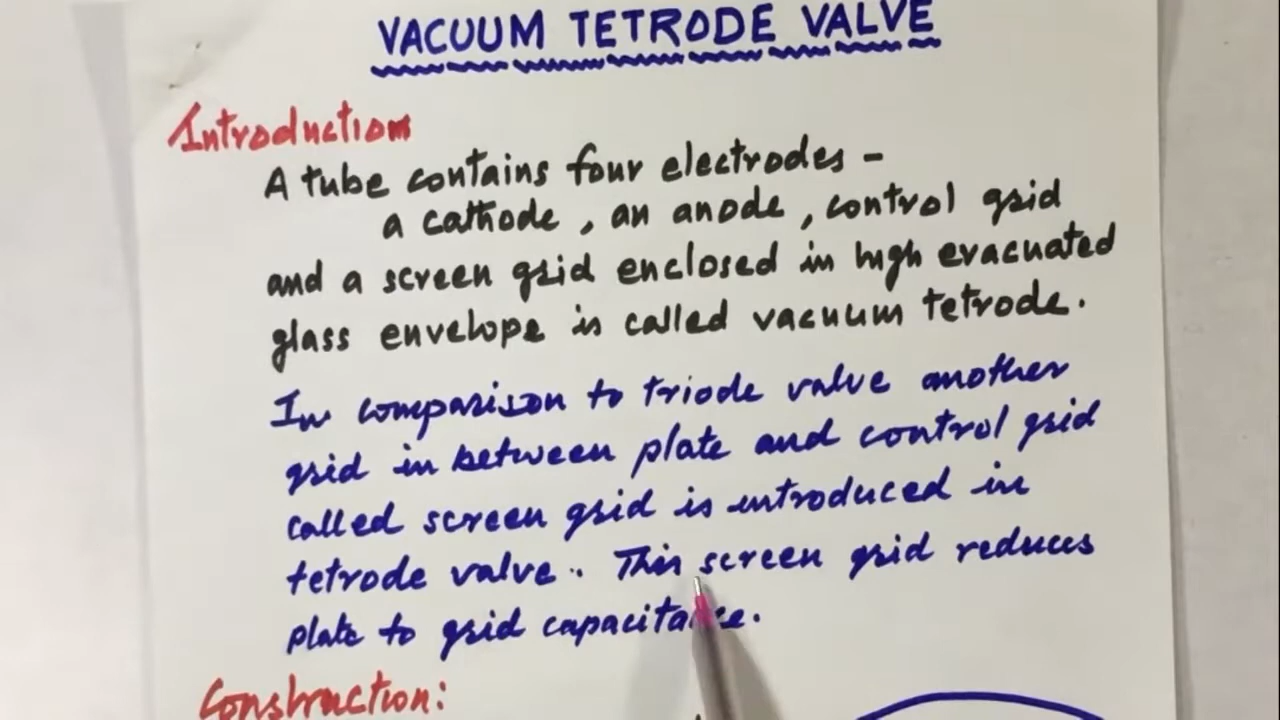 VACUUM TETRODE VALVE
Introduction
A tube contains four electrodes -
a cathode, an anode, control grid
and a screen grid enclosed in high evacuated
glass envelope is called vacuum tetrode.
In comparison to triode valve another
grid in between plate and control grid
called screen grid is introduced in
tetrode valve.. This screen grid reduces
plate to grid capacitance.
Construction: